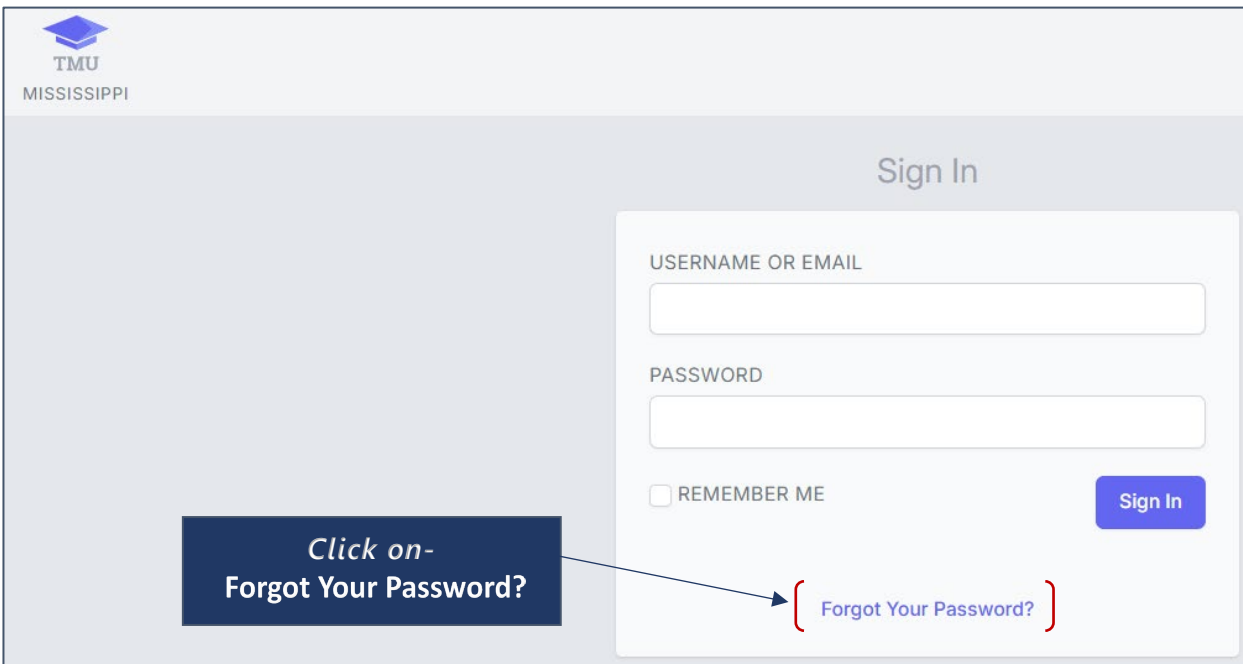 TMU
MISSISSIPPI
Sign In
USERNAME OR EMAIL
PASSWORD
REMEMBER ME
Sign In
Click on-
Forgot Your Password?
Forgot Your Password?